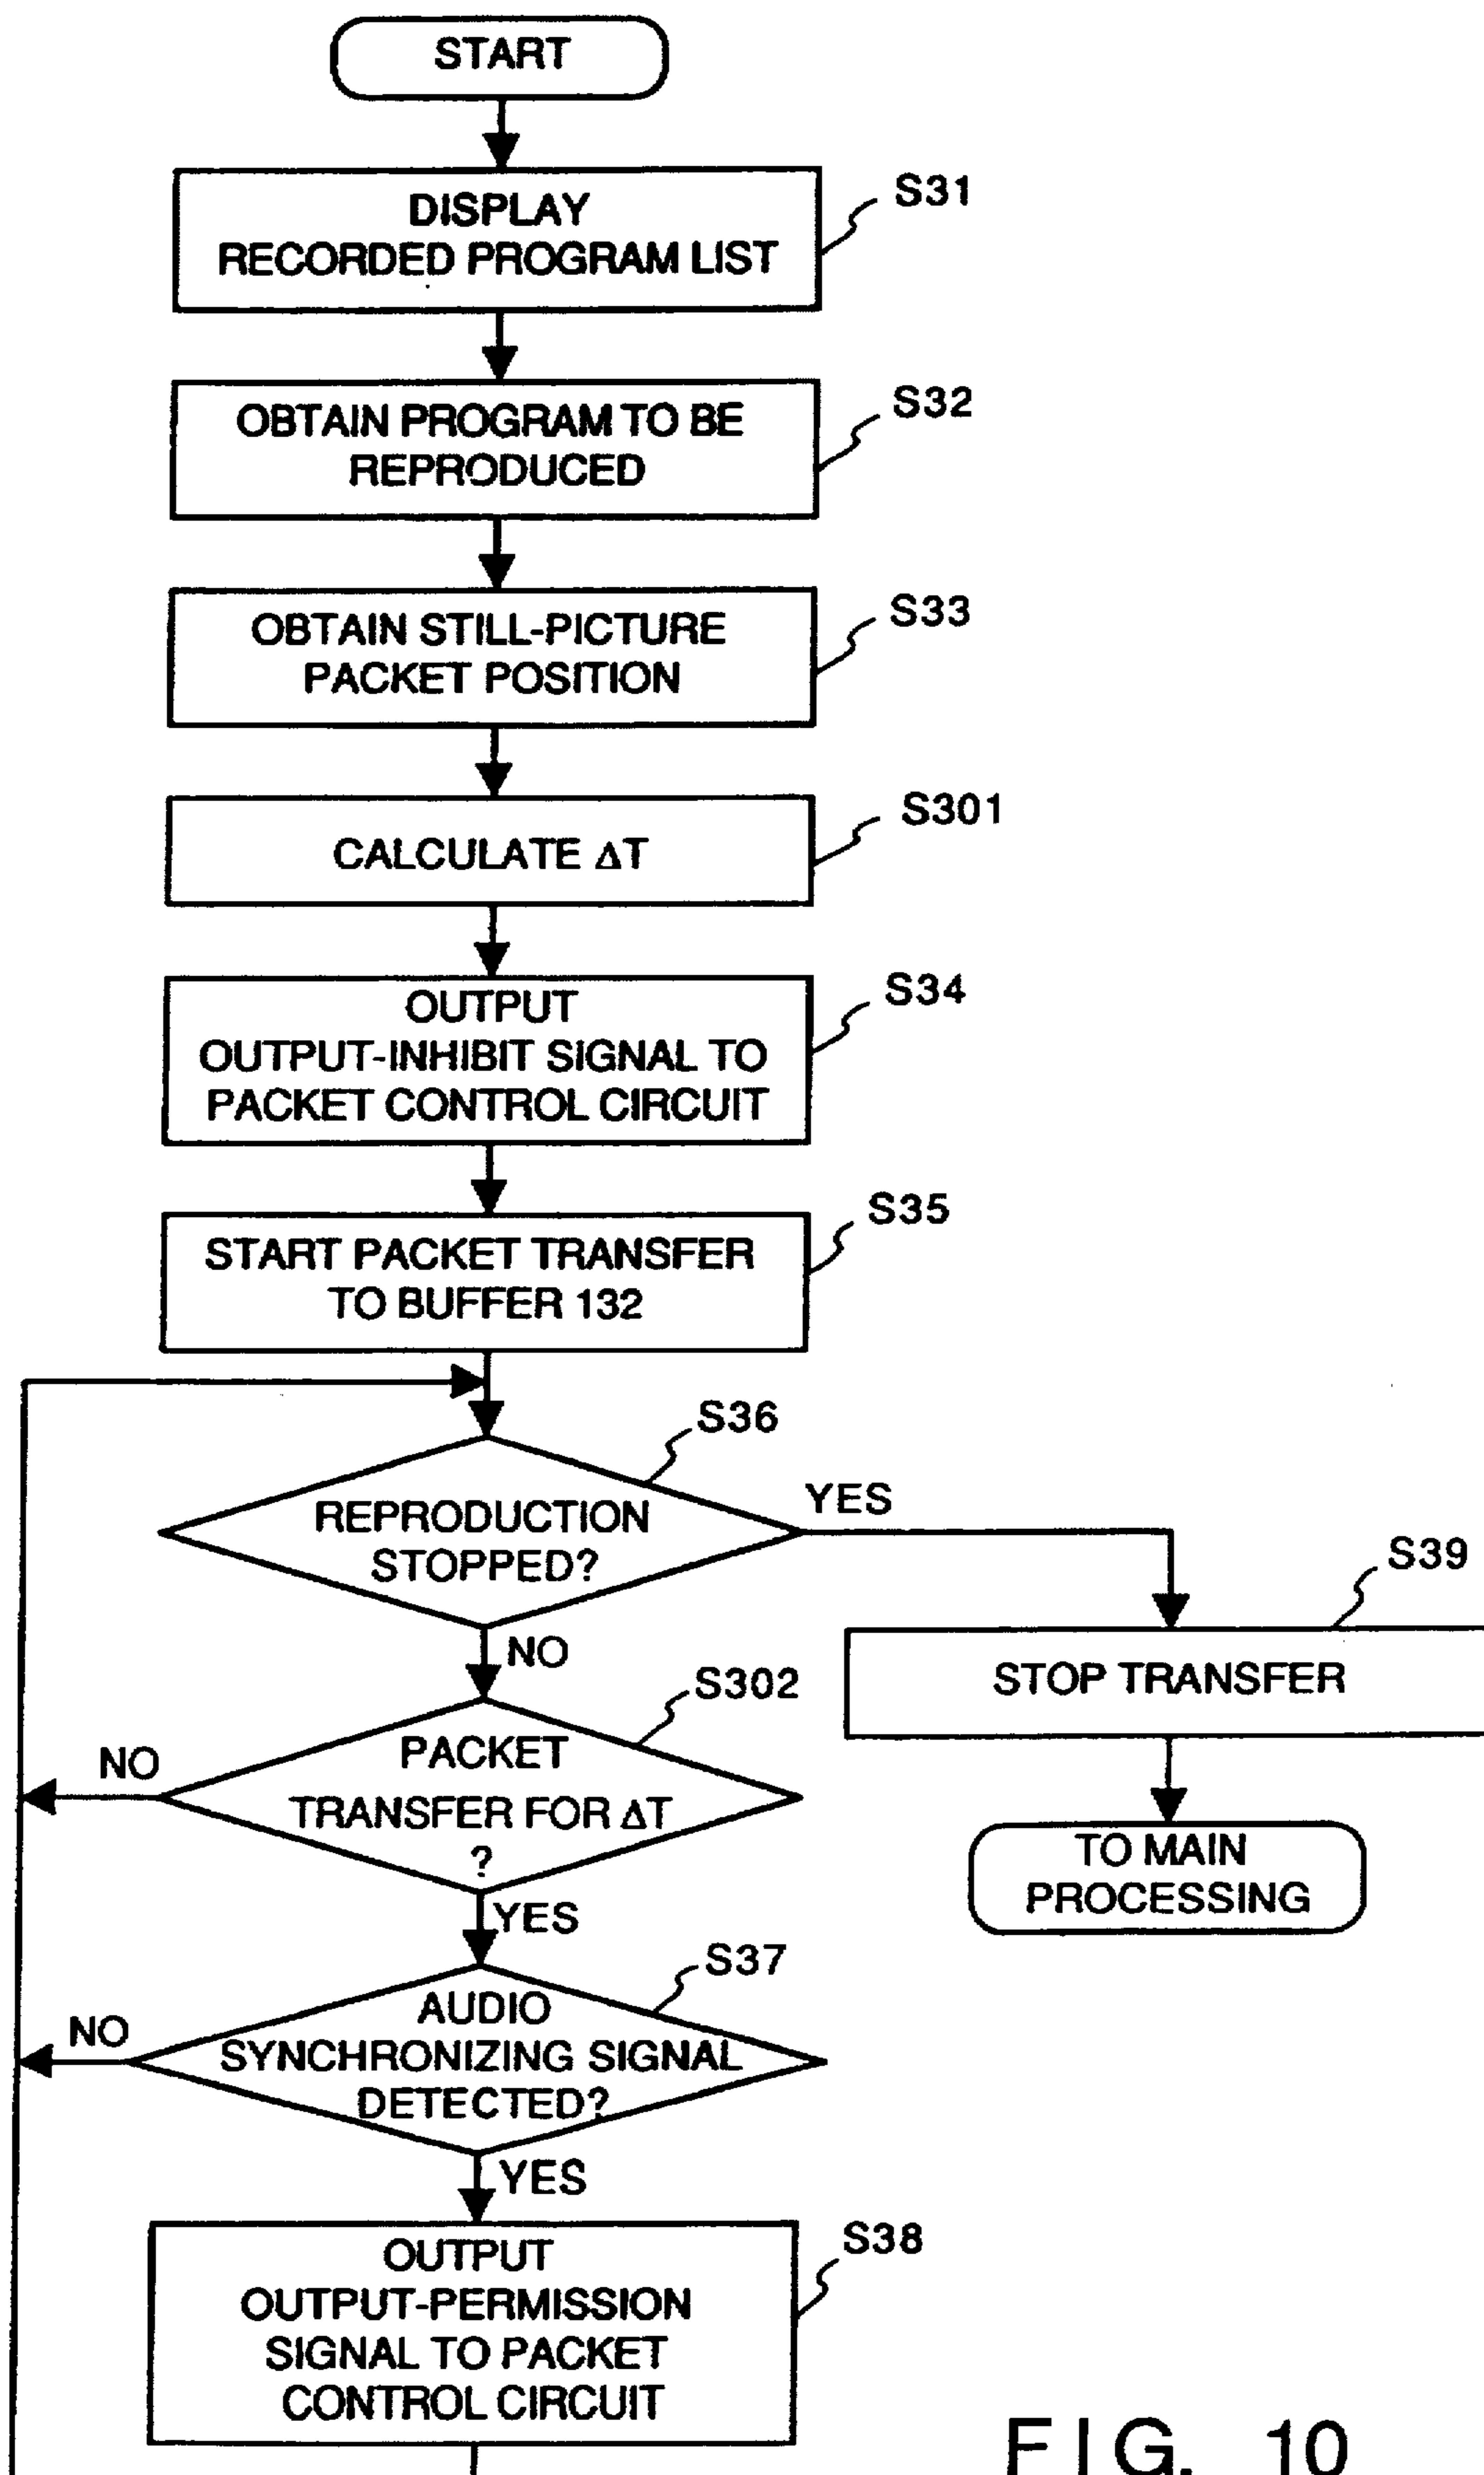 START
DISPLAY
RECORDED PROGRAM LIST
S31
OBTAIN PROGRAM TO BE
REPRODUCED
S32
OBTAIN STILL-PICTURE
PACKET POSITION
S33
CALCULATE ΔT
S301
OUTPUT
OUTPUT-INHIBIT SIGNAL TO
PACKET CONTROL CIRCUIT
S34
START PACKET TRANSFER
TO BUFFER 132
S35
REPRODUCTION
STOPPED?
S36
YES
NO
STOP TRANSFER
S39
TO MAIN
PROCESSING
PACKET
TRANSFER FOR ΔT
?
S302
NO
YES
AUDIO
SYNCHRONIZING SIGNAL
DETECTED?
S37
NO
YES
OUTPUT
OUTPUT-PERMISSION
SIGNAL TO PACKET
CONTROL CIRCUIT
S38
FIG. 10